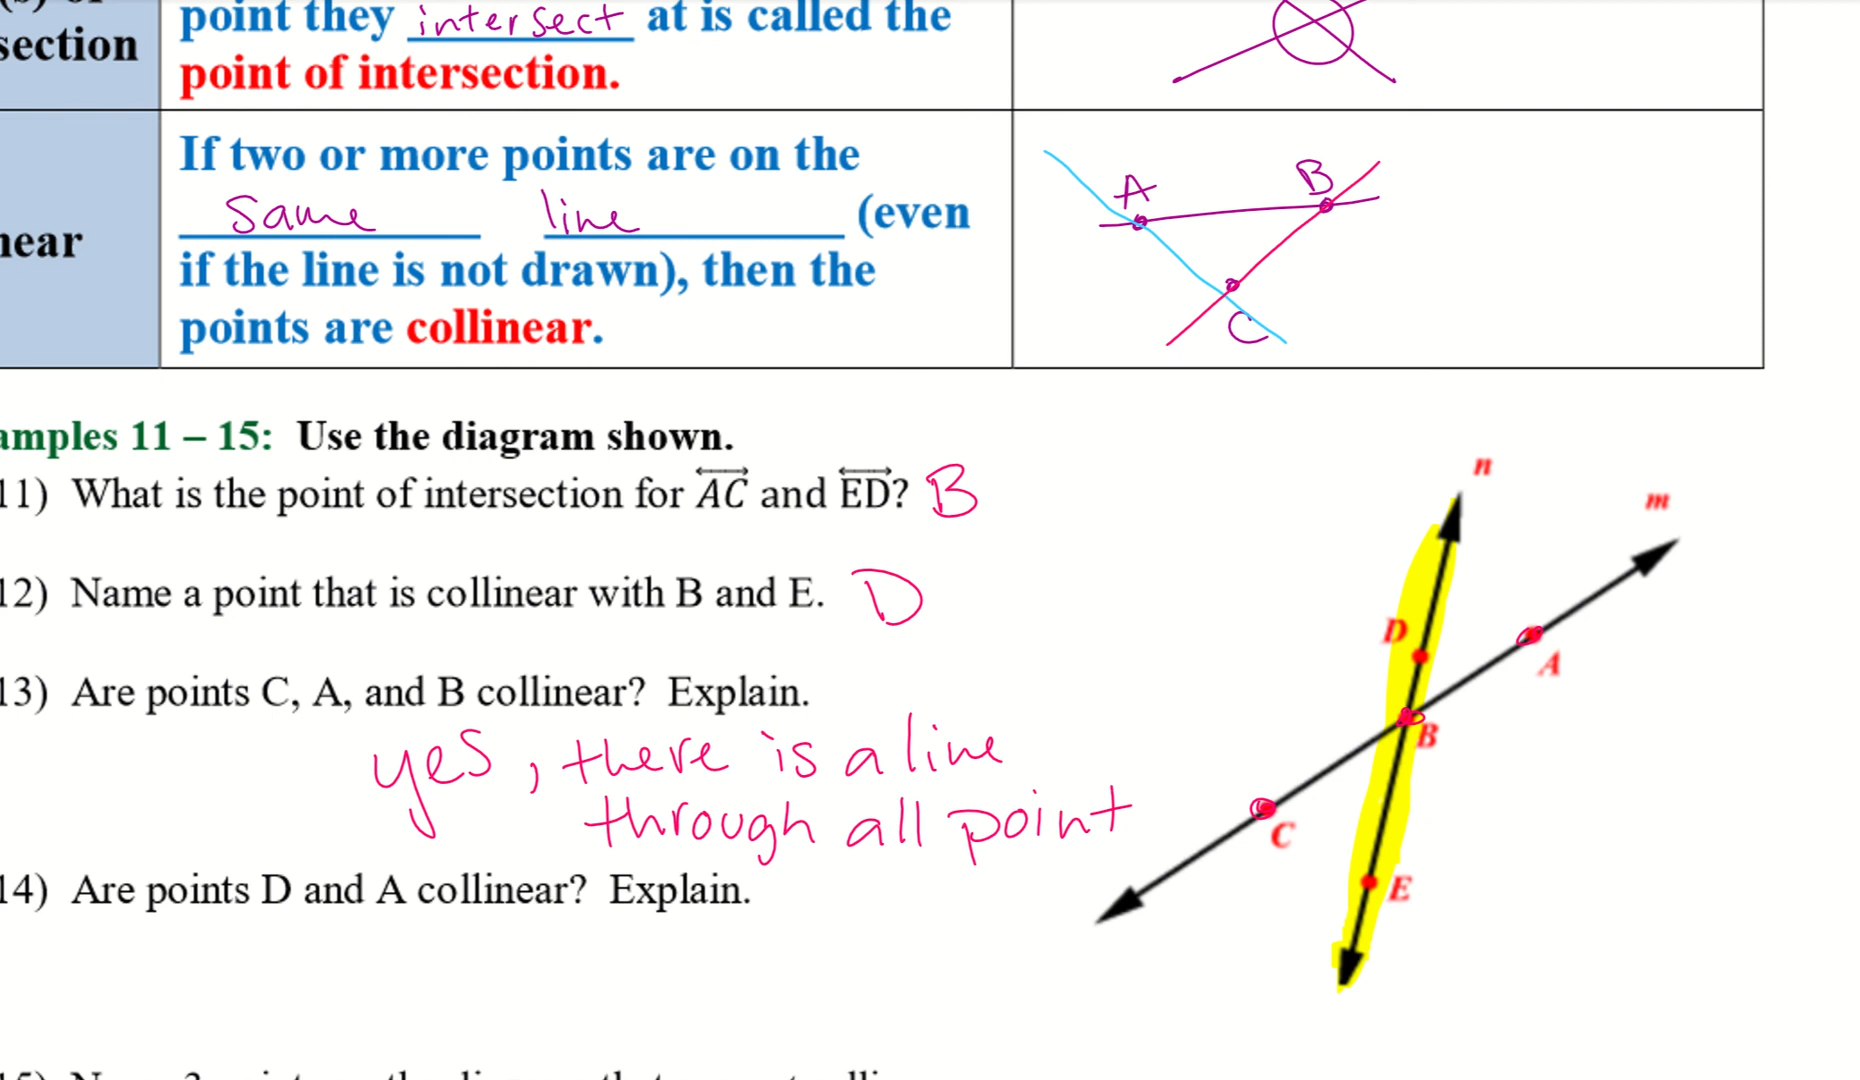 point they intersect at is called the
section
point of intersection.
If two or more points are on the
same line (even
near
if the line is not drawn), then the
points are collinear.
A
B
C
amples 11 – 15: Use the diagram shown.
11) What is the point of intersection for AC and ED? B
12) Name a point that is collinear with B and E. D
13) Are points C, A, and B collinear? Explain.
yes, there is a line
through all point
14) Are points D and A collinear? Explain.
n
m
D
A
B
C
E